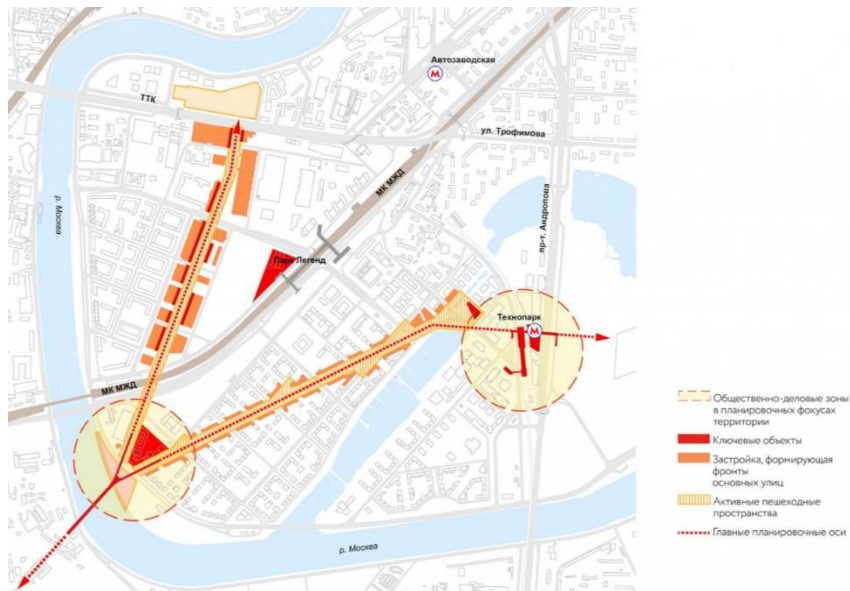 Автозаводская
М
ТТК
ул. Трофимова
МК МЖД
р. Москва
пр-т. Андропова
Парк Легенд
Технопарк
М
МК МЖД
р. Москва
Общественно-деловые зоны
в планировочных фокусах
территории
Ключевые объекты
Застройка, формирующая
фронты
основных улиц
Активные пешеходные
пространства
Главные планировочные оси